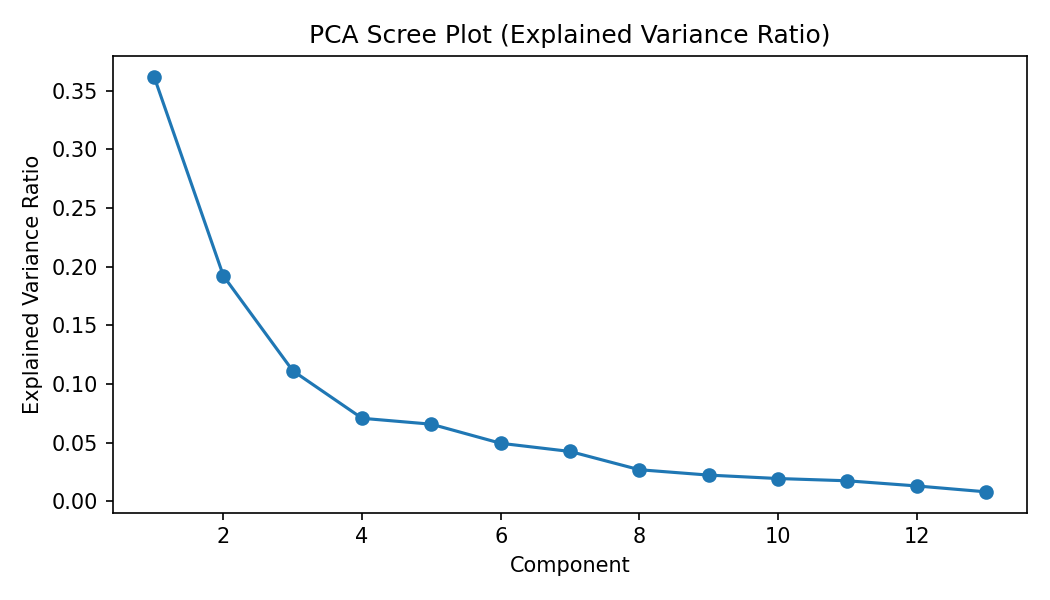 PCA Scree Plot (Explained Variance Ratio)
Explained Variance Ratio
0.35
0.30
0.25
0.20
0.15
0.10
0.05
0.00
2 4 6 8 10 12
Component